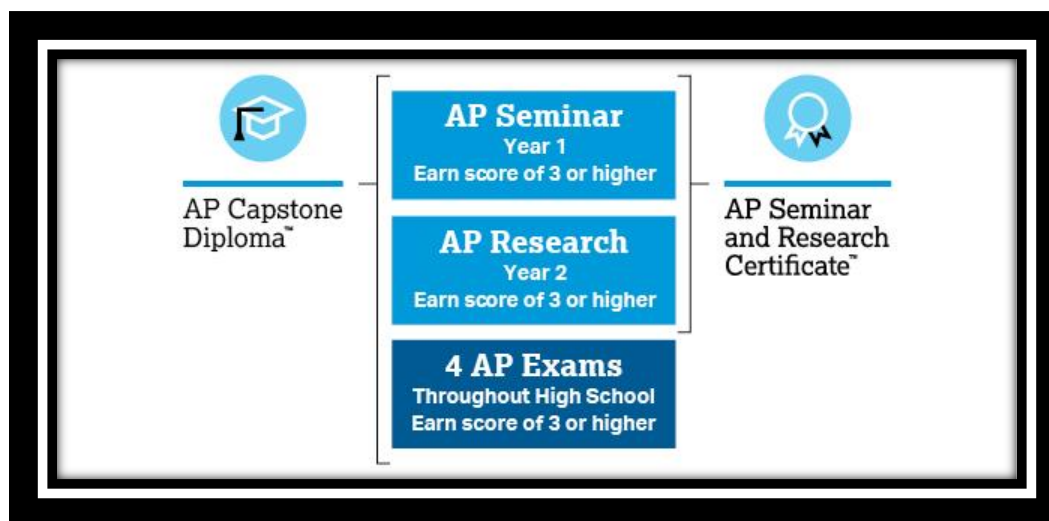 AP Seminar
Year 1
Earn score of 3 or higher
AP Capstone
Diploma™
AP Seminar
and Research
Certificate™
AP Research
Year 2
Earn score of 3 or higher
4 AP Exams
Throughout High School
Earn score of 3 or higher